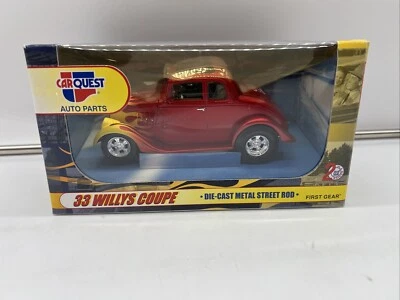 CARQUEST
AUTO PARTS
33 WILLYS COUPE
• DIE-CAST METAL STREET ROD •
FIRST GEAR